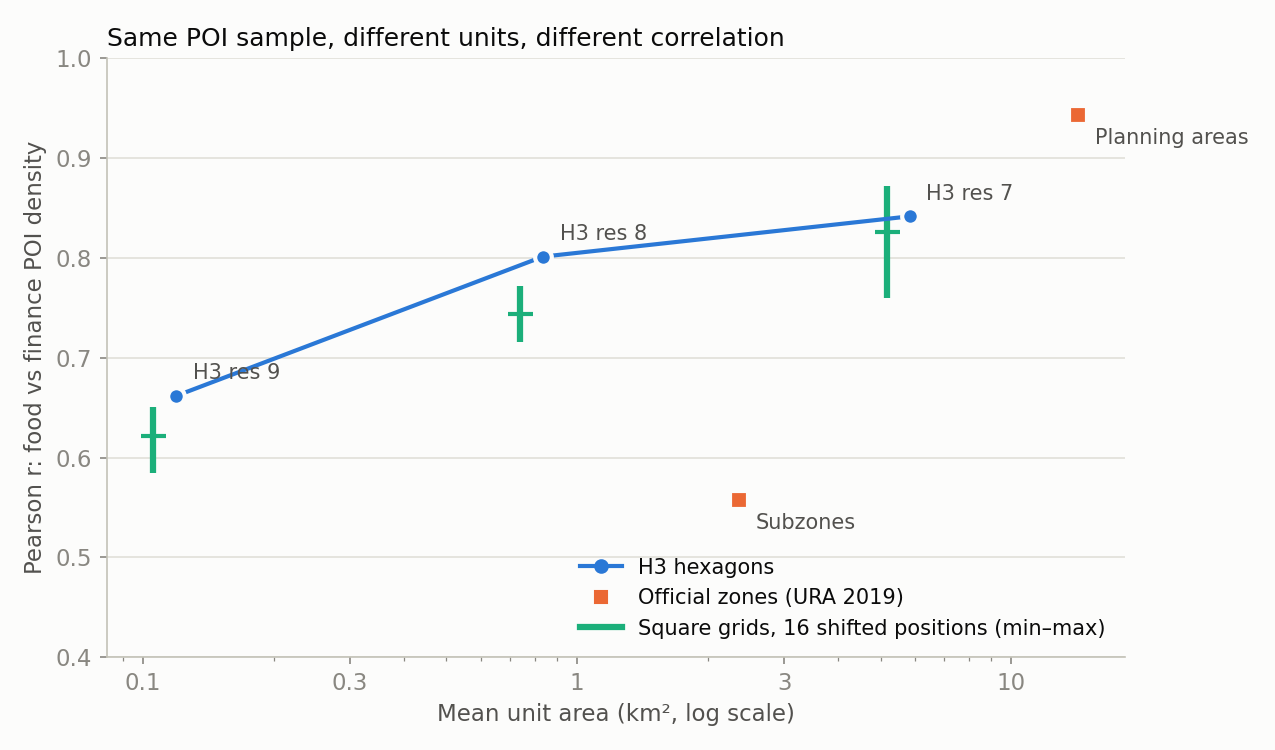 Same POI sample, different units, different correlation
1.0
0.9
0.8
0.7
0.6
0.5
0.4
Pearson r: food vs finance POI density
Planning areas
H3 res 7
H3 res 8
H3 res 9
Subzones
H3 hexagons
Official zones (URA 2019)
Square grids, 16 shifted positions (min–max)
0.1
0.3
1
3
10
Mean unit area (km², log scale)